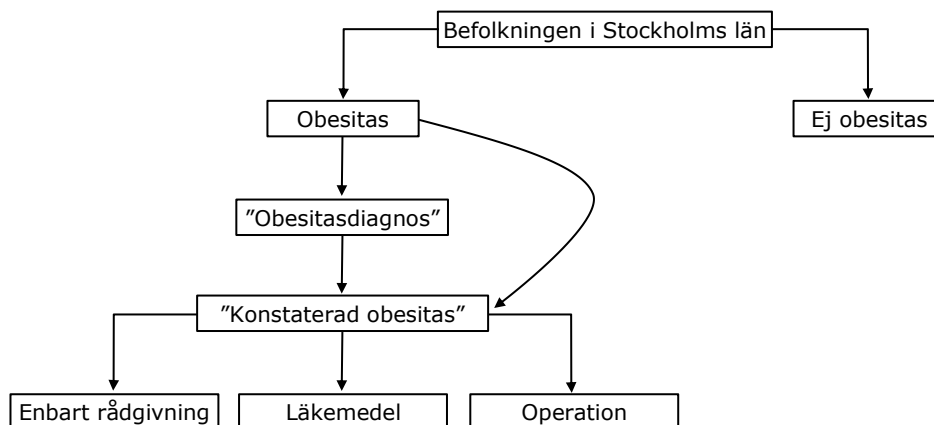 Befolkningen i Stockholms län
Obesitas
Ej obesitas
”Obesitasdiagnos”
”Konstaterad obesitas”
Enbart rådgivning
Läkemedel
Operation